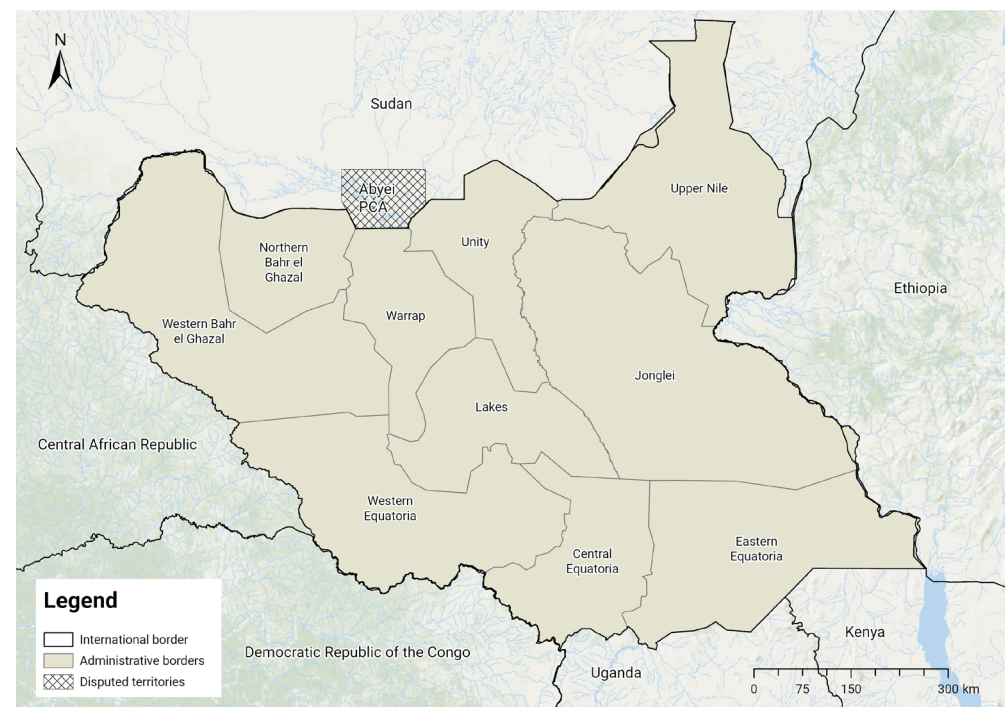 N
Sudan
Abyei
PCA
Upper Nile
Northern
Bahr el
Ghazal
Unity
Ethiopia
Western Bahr
el Ghazal
Warrap
Jonglei
Lakes
Central African Republic
Western
Equatoria
Central
Equatoria
Eastern
Equatoria
Legend
International border
Administrative borders
Disputed territories
Democratic Republic of the Congo
Uganda
Kenya
0 75 150 300 km